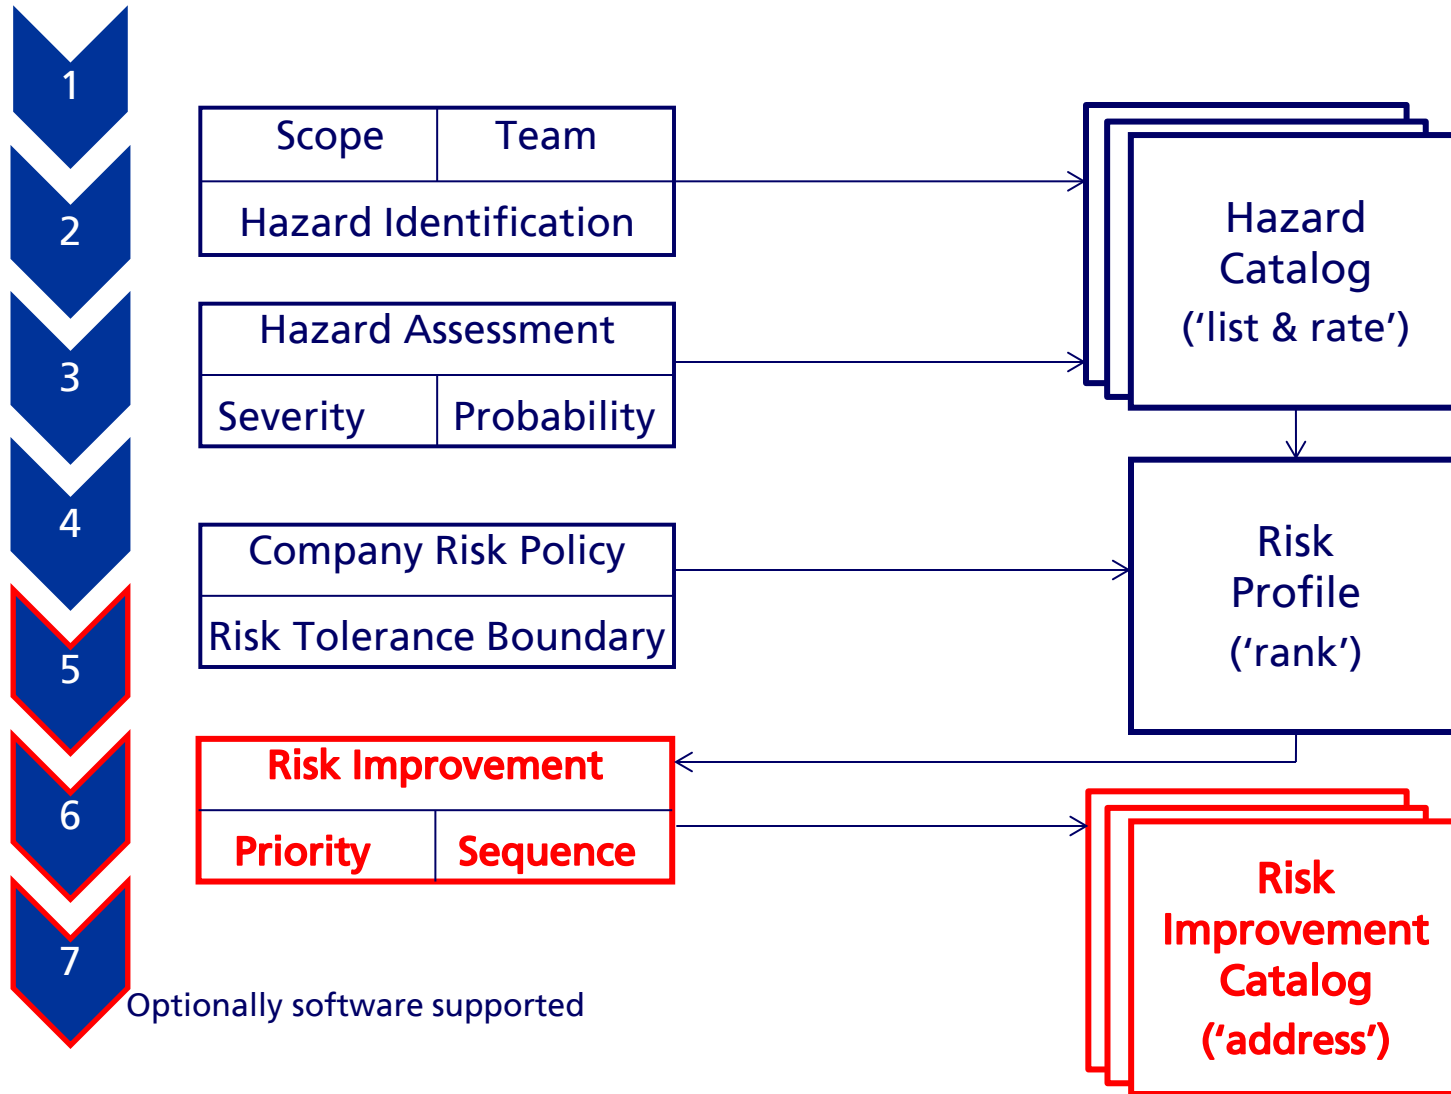 1
2
3
4
5
6
7
Scope Team
Hazard Identification
Hazard Assessment
Severity Probability
Company Risk Policy
Risk Tolerance Boundary
Risk Improvement
Priority Sequence
Optionally software supported
Hazard
Catalog
(‘list & rate’)
Risk
Profile
(‘rank’)
Risk
Improvement
Catalog
(‘address’)